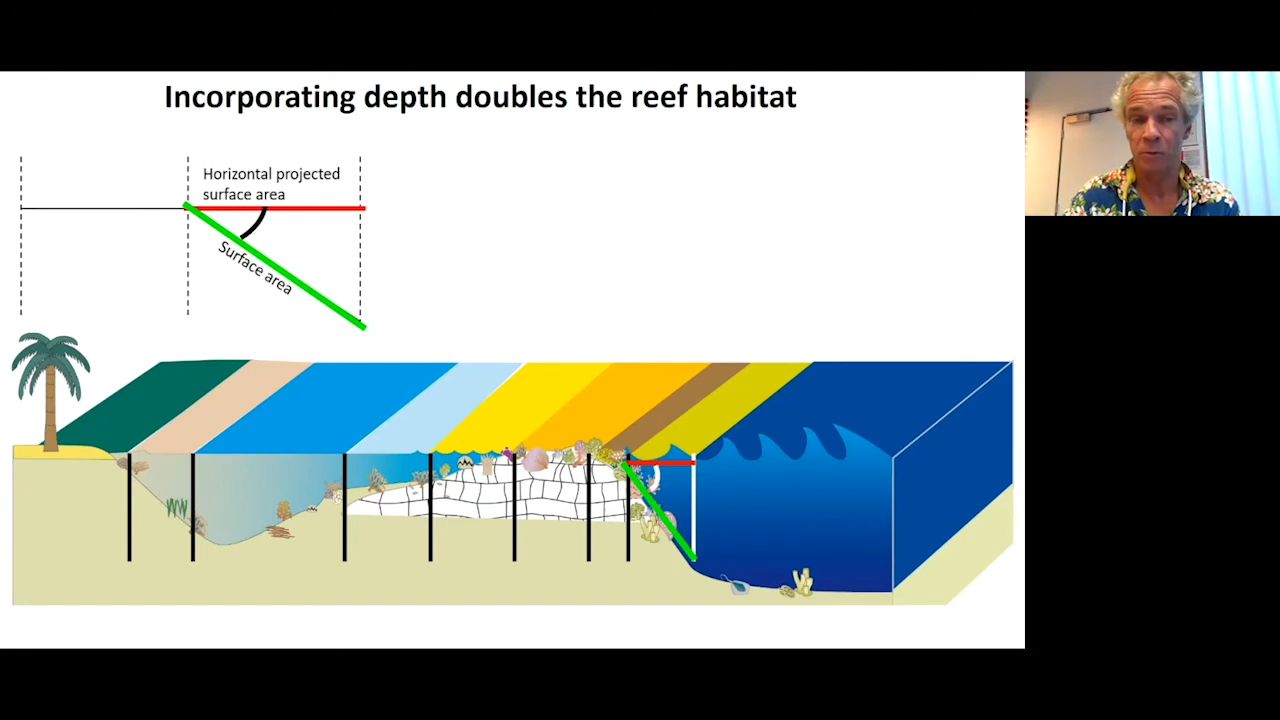 Incorporating depth doubles the reef habitat
Horizontal projected
surface area
Surface area